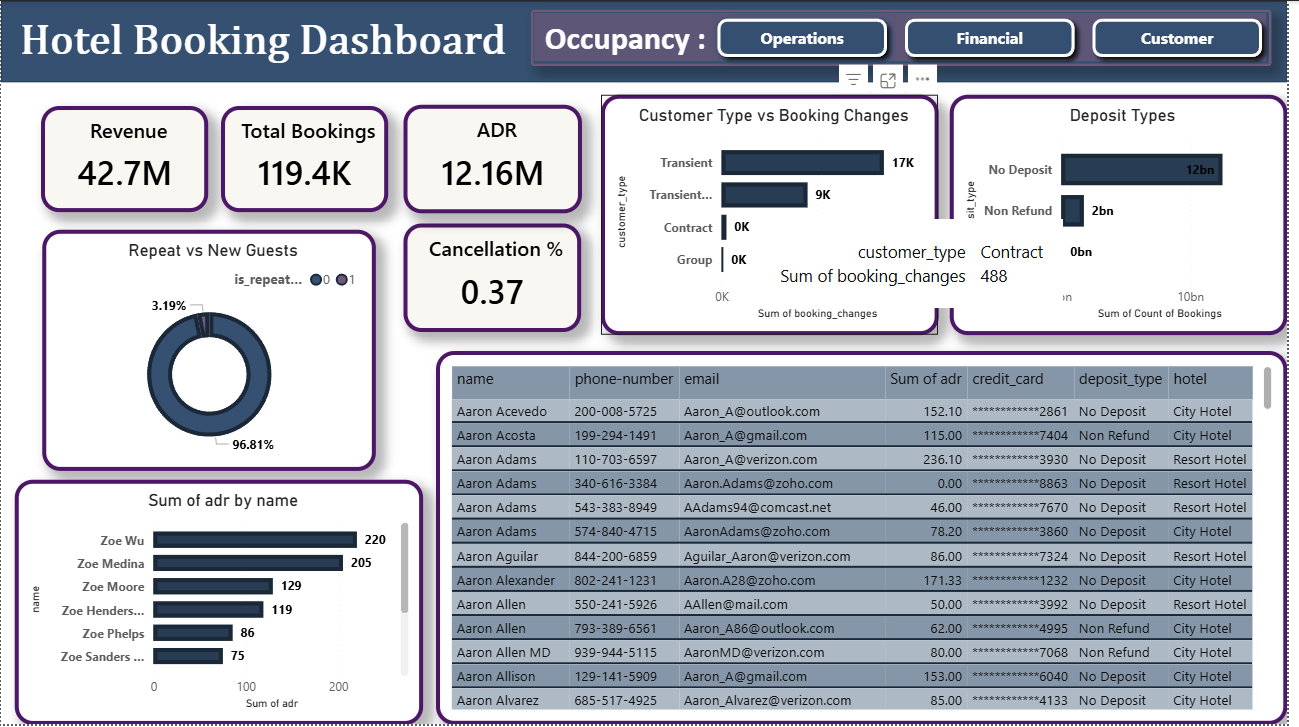 Hotel Booking Dashboard
Occupancy :
Operations
Financial
Customer
Revenue
42.7M
Total Bookings
119.4K
ADR
12.16M
Cancellation %
0.37
Customer Type vs Booking Changes
customer_type
Transient
17K
Transient...
9K
Contract
0K
Group
0K
0K
Sum of booking_changes
customer_type Contract
Sum of booking_changes 488
Deposit Types
sit_type
No Deposit
12bn
Non Refund
2bn
0bn
10bn
Sum of Count of Bookings
Repeat vs New Guests
is_repeat... 0 1
3.19%
96.81%
Sum of adr by name
name
Zoe Wu 220
Zoe Medina 205
Zoe Moore 129
Zoe Henders... 119
Zoe Phelps 86
Zoe Sanders ... 75
0 100 200
Sum of adr
name phone-number email Sum of adr credit_card deposit_type hotel
Aaron Acevedo 200-008-5725 Aaron_A@outlook.com 152.10 ************2861 No Deposit City Hotel
Aaron Acosta 199-294-1491 Aaron_A@gmail.com 115.00 ************7404 Non Refund City Hotel
Aaron Adams 110-703-6597 Aaron_A@verizon.com 236.10 ************3930 No Deposit Resort Hotel
Aaron Adams 340-616-3384 Aaron.Adams@zoho.com 0.00 ************8863 No Deposit Resort Hotel
Aaron Adams 543-383-8949 AAdams94@comcast.net 46.00 ************7670 No Deposit Resort Hotel
Aaron Adams 574-840-4715 AaronAdams@zoho.com 78.20 ************3860 No Deposit City Hotel
Aaron Aguilar 844-200-6859 Aguilar_Aaron@verizon.com 86.00 ************7324 No Deposit Resort Hotel
Aaron Alexander 802-241-1231 Aaron.A28@zoho.com 171.33 ************1232 No Deposit City Hotel
Aaron Allen 550-241-5926 AAllen@mail.com 50.00 ************3992 No Deposit Resort Hotel
Aaron Allen 793-389-6561 Aaron_A86@outlook.com 62.00 ************4995 Non Refund City Hotel
Aaron Allen MD 939-944-5115 AaronMD@verizon.com 80.00 ************7068 Non Refund City Hotel
Aaron Allison 129-141-5909 Aaron_A@gmail.com 153.00 ************6040 No Deposit City Hotel
Aaron Alvarez 685-517-4925 Aaron_Alvarez@verizon.com 85.00 ************4133 No Deposit City Hotel